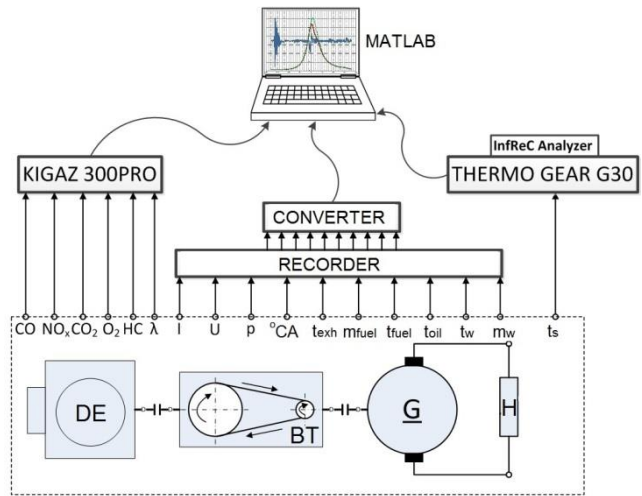 MATLAB
InfReC Analyzer
KIGAZ 300PRO
THERMO GEAR G30
CONVERTER
RECORDER
CO NOx CO2 O2 HC λ I U p °CA texh mfuel tfuel toil tw mw ts
DE
BT
G
H